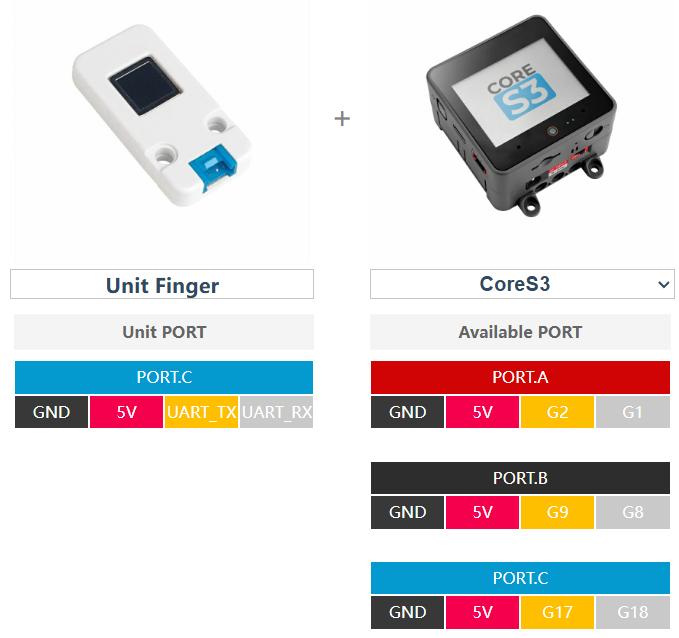 CORE
S3
+
Unit Finger
CoreS3
Unit PORT
Available PORT
PORT.C
GND 5V UART_TX UART_RX
PORT.A
GND 5V G2 G1
PORT.B
GND 5V G9 G8
PORT.C
GND 5V G17 G18